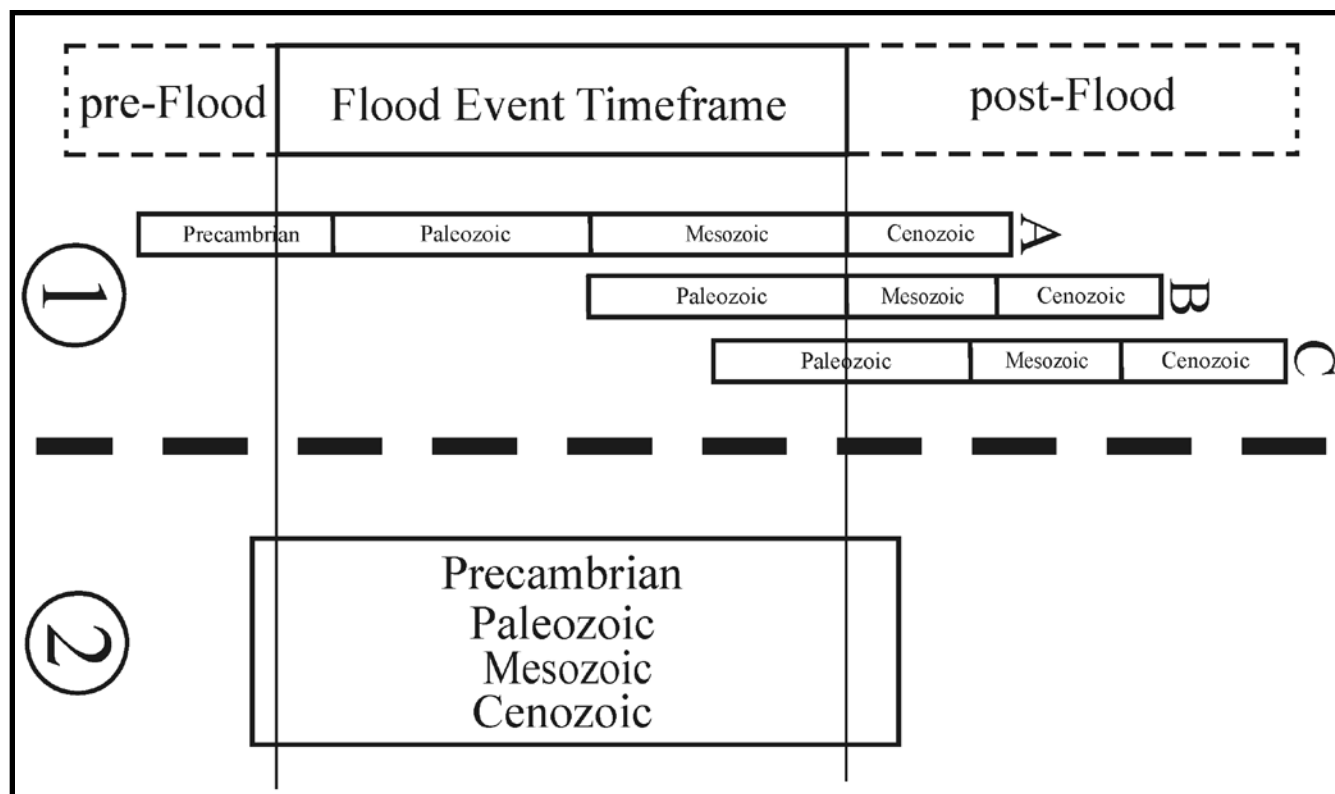 pre-Flood Flood Event Timeframe post-Flood
1
Precambrian Paleozoic Mesozoic Cenozoic A
Paleozoic Mesozoic Cenozoic B
Paleozoic Mesozoic Cenozoic C
2
Precambrian
Paleozoic
Mesozoic
Cenozoic